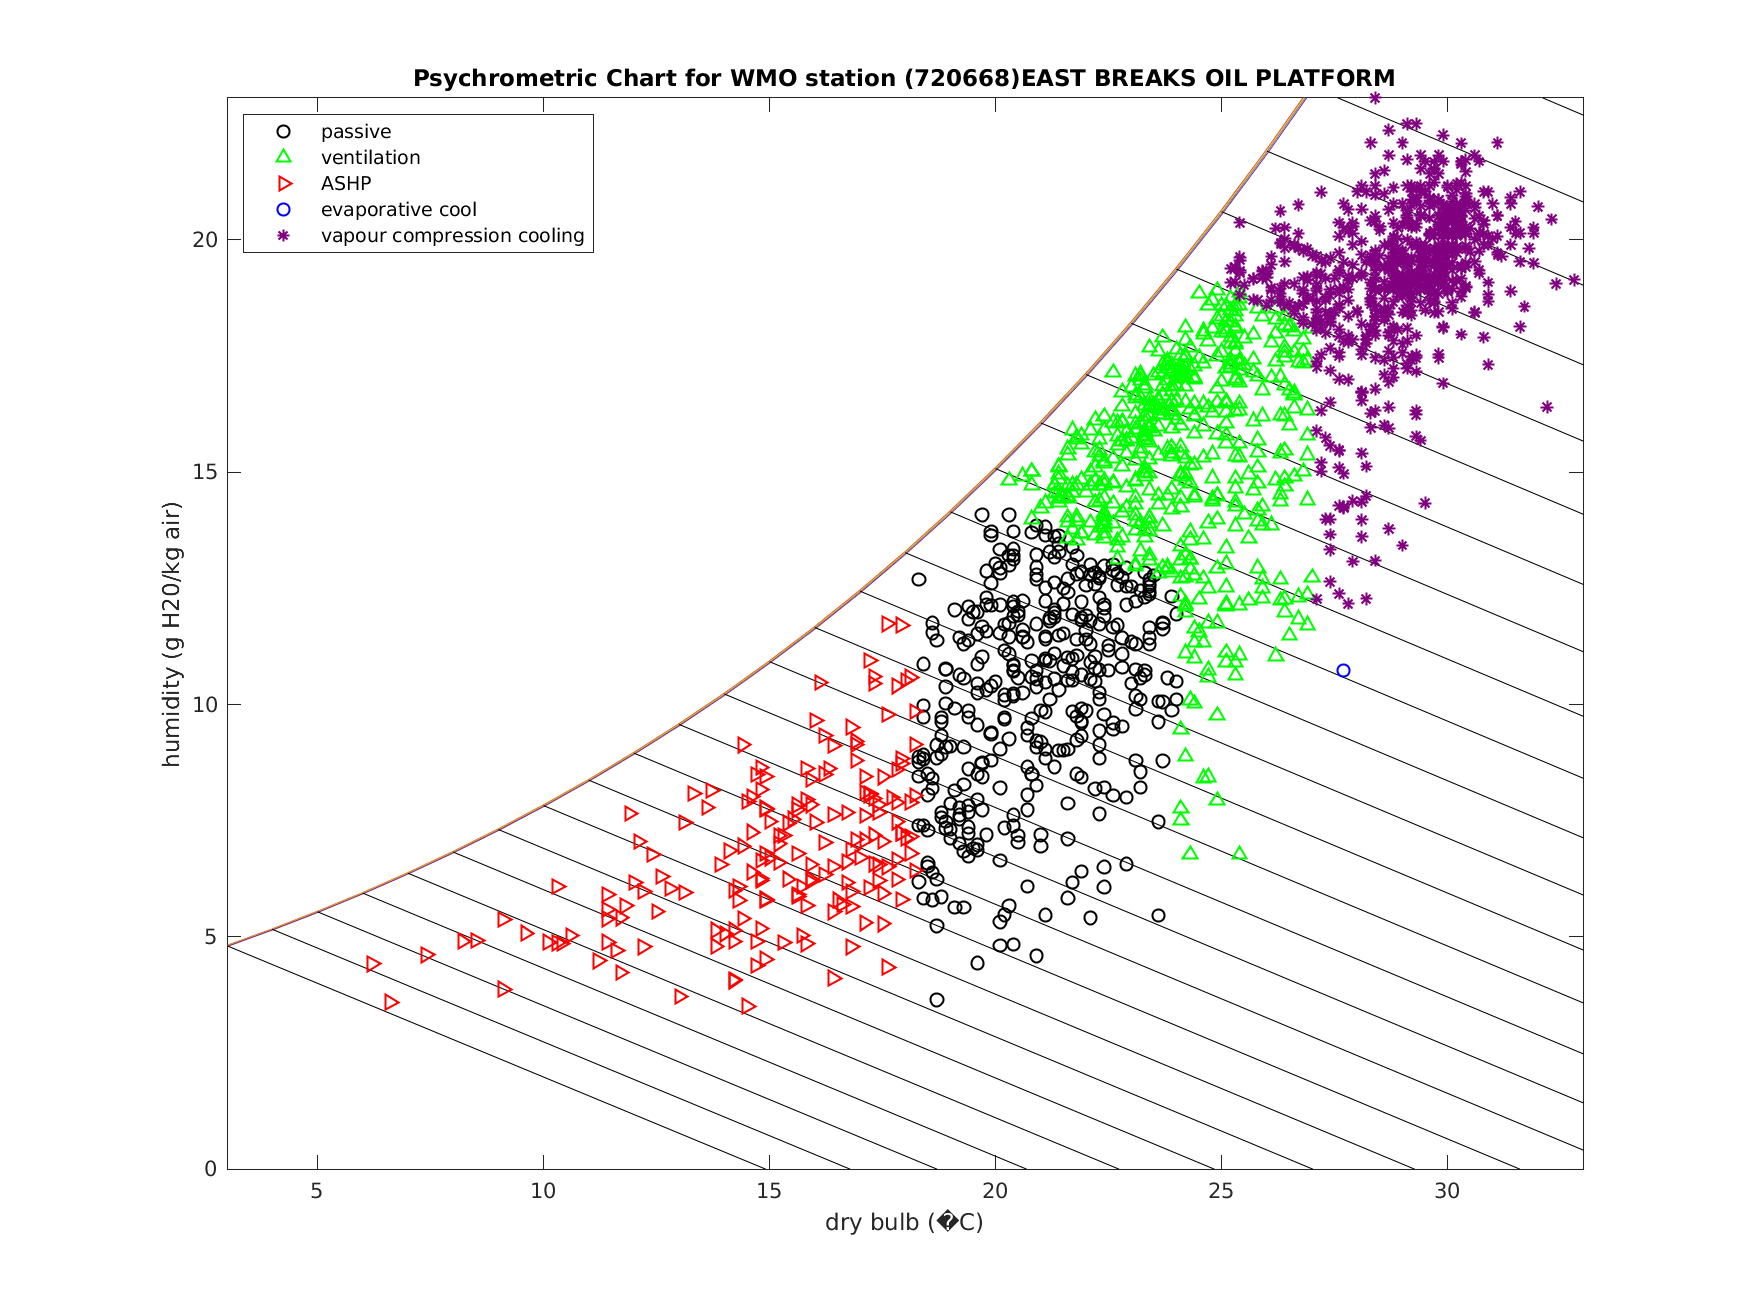 Psychrometric Chart for WMO station (720668)EAST BREAKS OIL PLATFORM
passive
ventilation
ASHP
evaporative cool
vapour compression cooling
humidity (g H20/kg air)
20
15
10
5
0
5 10 15 20 25 30
dry bulb (�C)